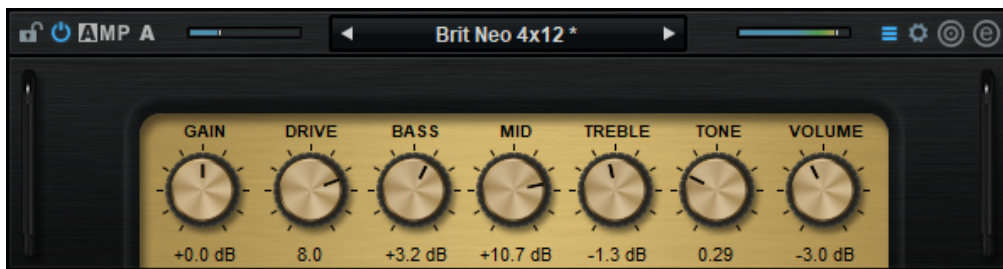 AMP A
Brit Neo 4x12 *
e
GAIN DRIVE BASS MID TREBLE TONE VOLUME
+0.0 dB 8.0 +3.2 dB +10.7 dB -1.3 dB 0.29 -3.0 dB